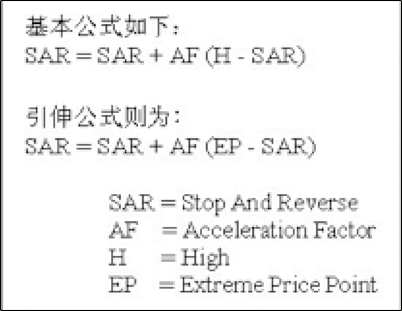 基本公式如下：
SAR = SAR + AF (H - SAR)
引伸公式则为：
SAR = SAR + AF (EP - SAR)
SAR = Stop And Reverse
AF = Acceleration Factor
H = High
EP = Extreme Price Point